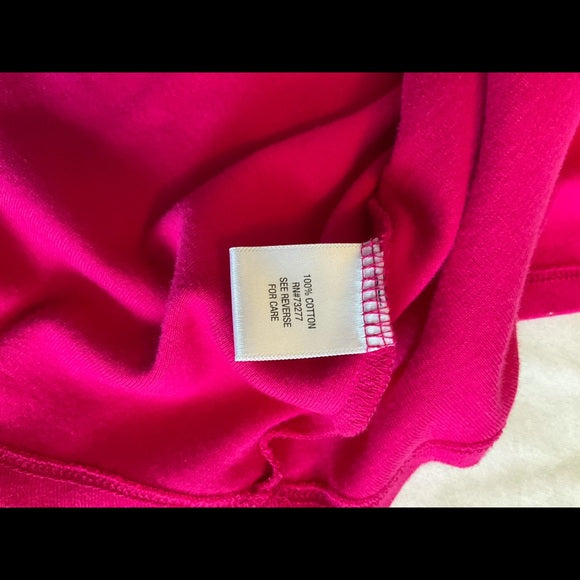 100% COTTON
RN#73277
SEE REVERSE
FOR CARE